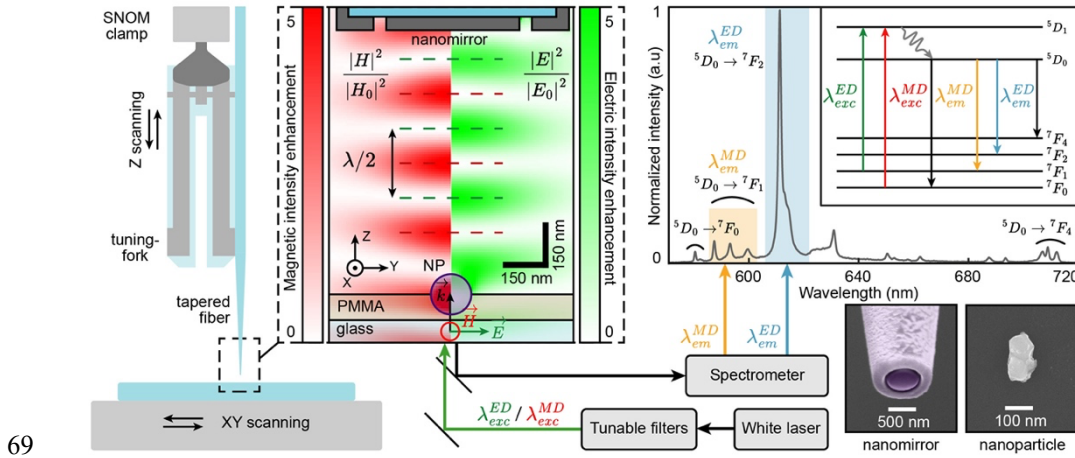 SNOM
clamp
Z scanning
tuning-
fork
tapered
fiber
XY scanning
5
Magnetic intensity enhancement
0
nanomirror
|H|²
|H₀|²
|E|²
|E₀|²
λ/2
Z
Y
X
150 nm
150 nm
NP
PMMA
glass
k
H
E
5
Electric intensity enhancement
0
1
Normalized intensity (a.u)
0
λ_em^ED
⁵D₀ → ⁷F₂
λ_em^MD
⁵D₀ → ⁷F₁
⁵D₀ → ⁷F₀
⁵D₀ → ⁷F₄
600
640
680
720
Wavelength (nm)
⁵D₁
⁵D₀
λ_exc^ED
λ_exc^MD
λ_em^MD
λ_em^ED
⁷F₄
⁷F₂
⁷F₁
⁷F₀
λ_em^MD
λ_em^ED
Spectrometer
λ_exc^ED / λ_exc^MD
Tunable filters
White laser
500 nm
nanomirror
100 nm
nanoparticle
69